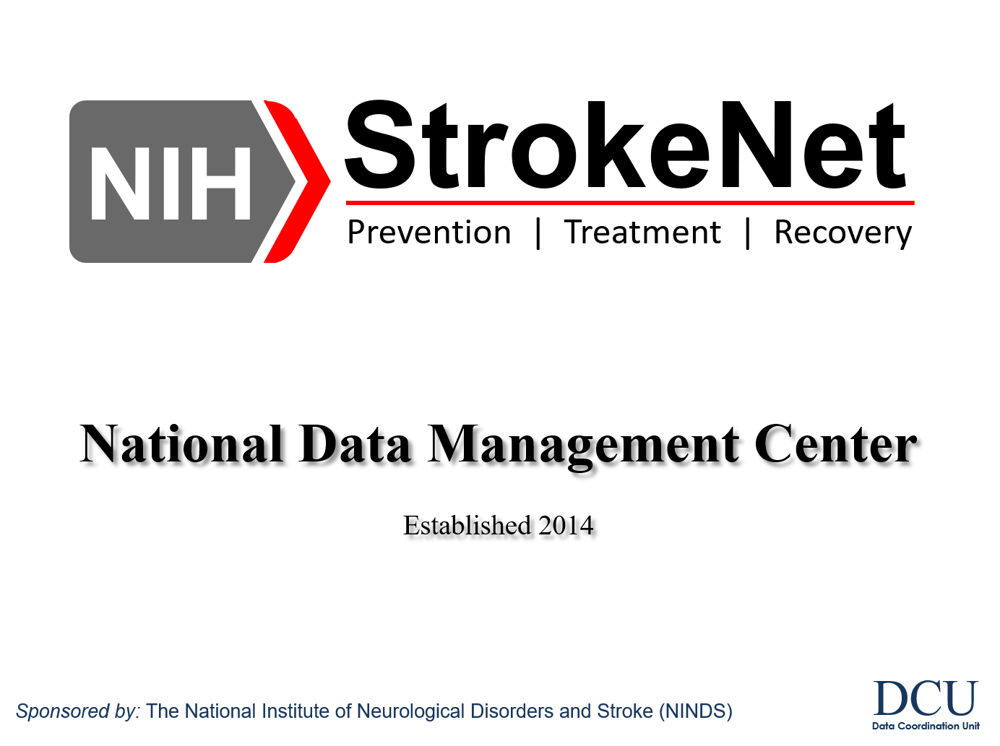 NIH
StrokeNet
Prevention | Treatment | Recovery
National Data Management Center
Established 2014
Sponsored by: The National Institute of Neurological Disorders and Stroke (NINDS)
DCU
Data Coordination Unit